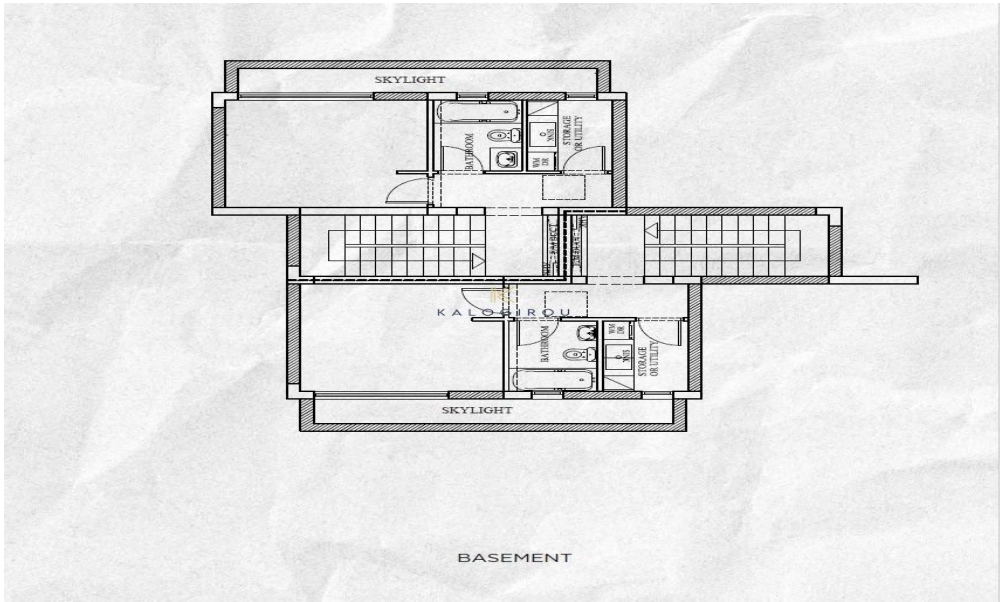 SKYLIGHT
BATHROOM
SINK
STORAGE
OR UTILITY
WM
DR
KALOGIROU
BATHROOM
WM
DR
SINK
STORAGE
OR UTILITY
SKYLIGHT
BASEMENT